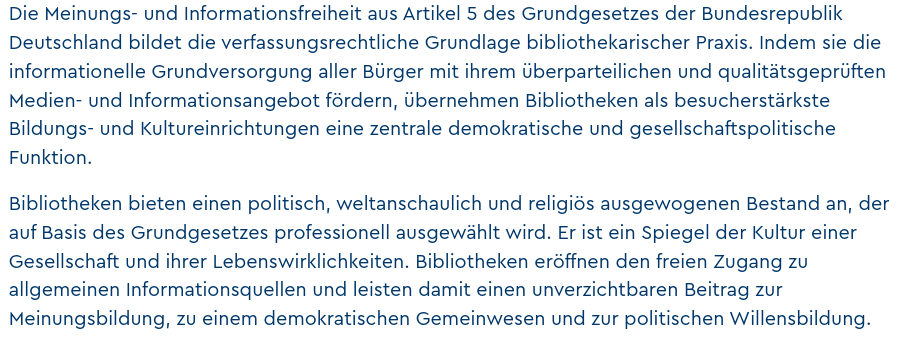 Die Meinungs- und Informationsfreiheit aus Artikel 5 des Grundgesetzes der Bundesrepublik
Deutschland bildet die verfassungsrechtliche Grundlage bibliothekarischer Praxis. Indem sie die
informationelle Grundversorgung aller Bürger mit ihrem überparteilichen und qualitätsgeprüften
Medien- und Informationsangebot fördern, übernehmen Bibliotheken als besucherstärkste
Bildungs- und Kultureinrichtungen eine zentrale demokratische und gesellschaftspolitische
Funktion.
Bibliotheken bieten einen politisch, weltanschaulich und religiös ausgewogenen Bestand an, der
auf Basis des Grundgesetzes professionell ausgewählt wird. Er ist ein Spiegel der Kultur einer
Gesellschaft und ihrer Lebenswirklichkeiten. Bibliotheken eröffnen den freien Zugang zu
allgemeinen Informationsquellen und leisten damit einen unverzichtbaren Beitrag zur
Meinungsbildung, zu einem demokratischen Gemeinwesen und zur politischen Willensbildung.